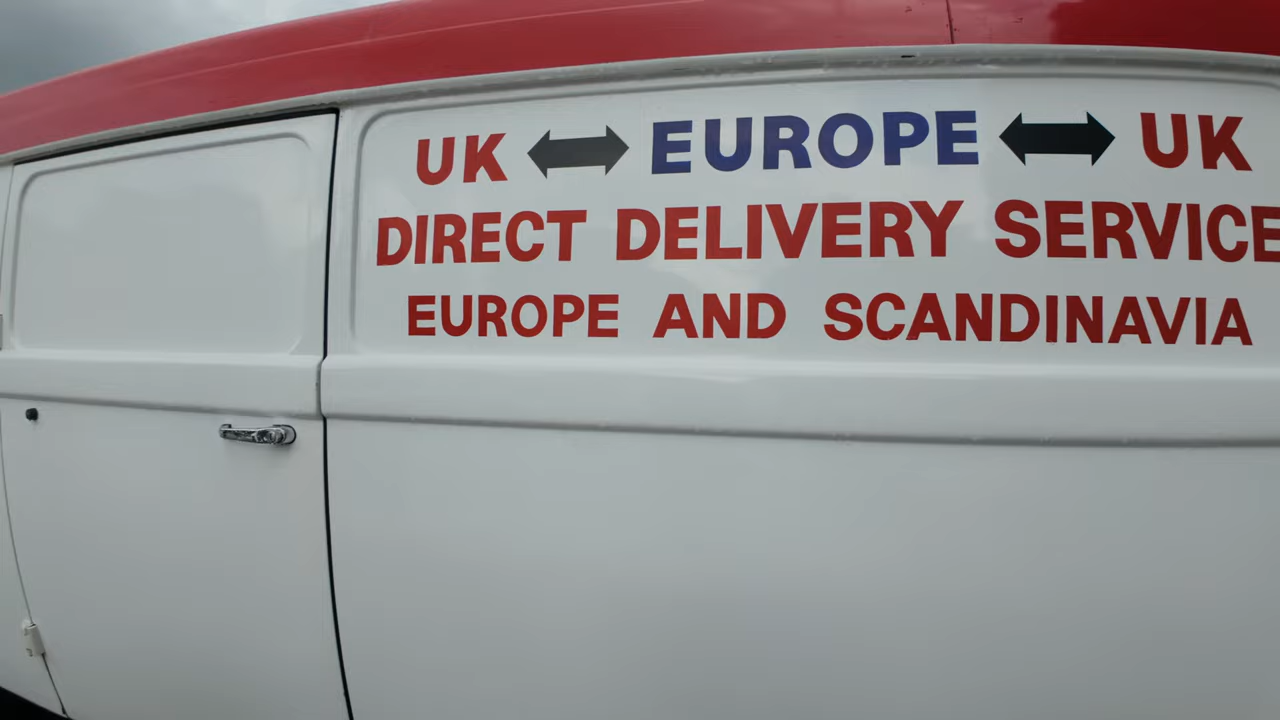 UK ⟷ EUROPE ⟷ UK
DIRECT DELIVERY SERVICE
EUROPE AND SCANDINAVIA